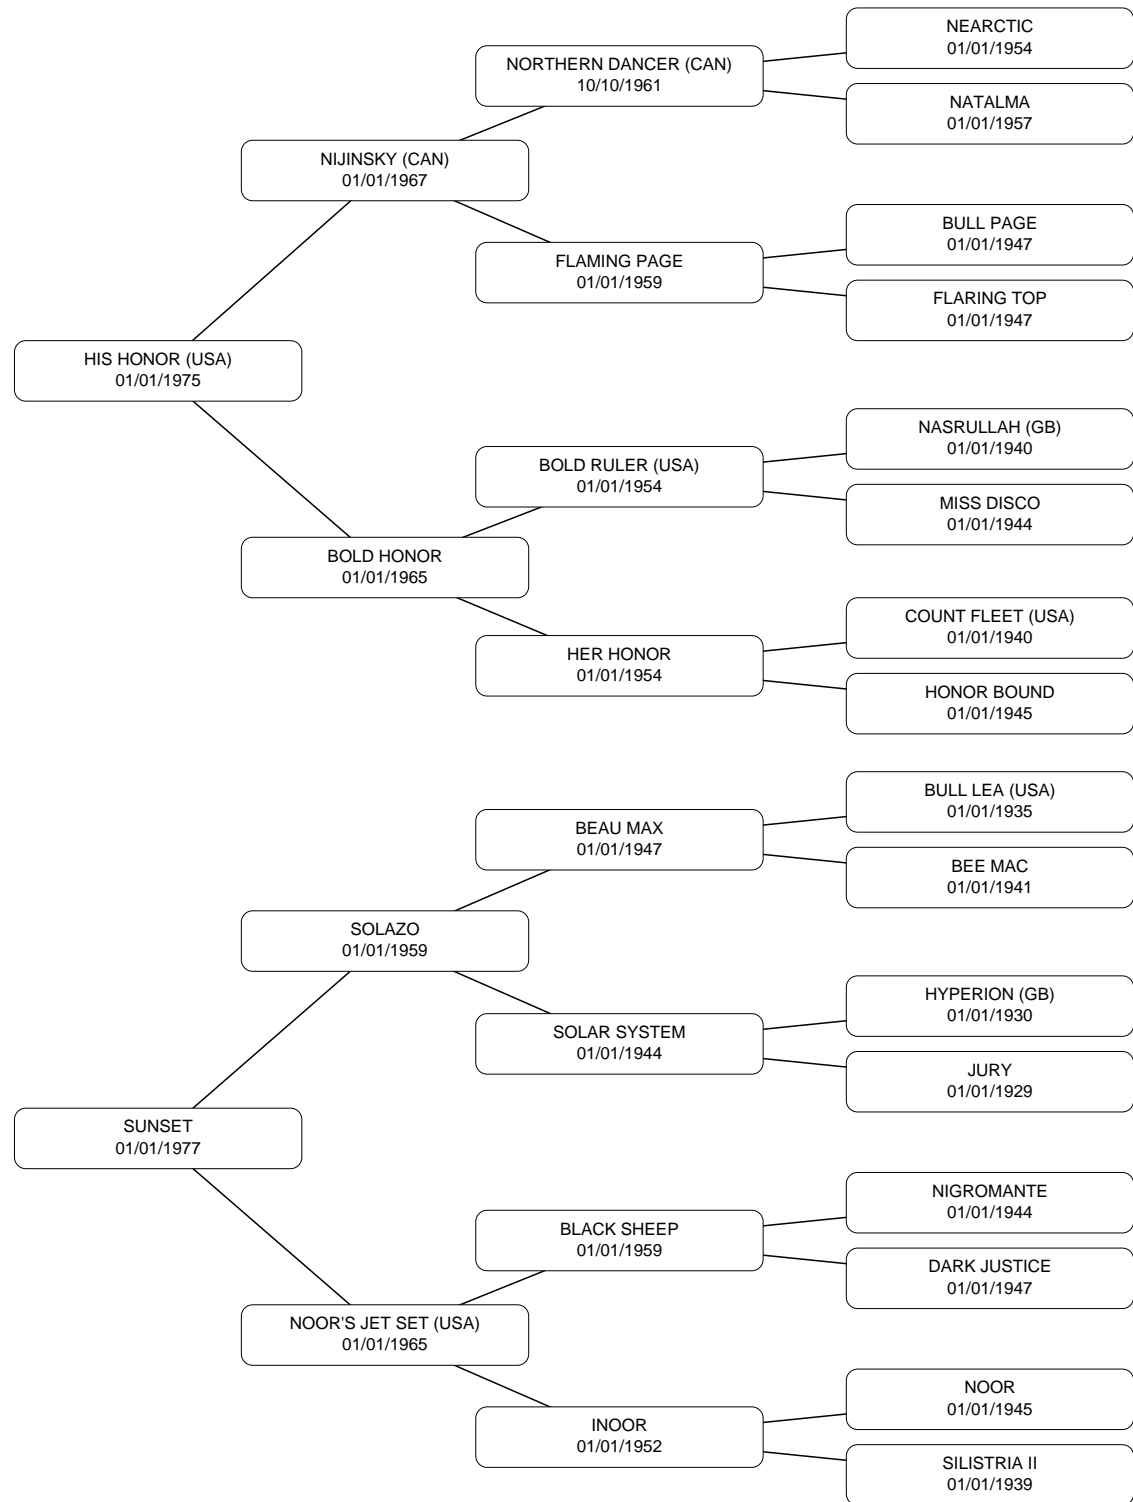 NEARCTIC
01/01/1954
NORTHERN DANCER (CAN)
10/10/1961
NATALMA
01/01/1957
NIJINSKY (CAN)
01/01/1967
BULL PAGE
01/01/1947
FLAMING PAGE
01/01/1959
FLARING TOP
01/01/1947
HIS HONOR (USA)
01/01/1975
NASRULLAH (GB)
01/01/1940
BOLD RULER (USA)
01/01/1954
MISS DISCO
01/01/1944
BOLD HONOR
01/01/1965
COUNT FLEET (USA)
01/01/1940
HER HONOR
01/01/1954
HONOR BOUND
01/01/1945
BULL LEA (USA)
01/01/1935
BEAU MAX
01/01/1947
BEE MAC
01/01/1941
SOLAZO
01/01/1959
HYPERION (GB)
01/01/1930
SOLAR SYSTEM
01/01/1944
JURY
01/01/1929
SUNSET
01/01/1977
NIGROMANTE
01/01/1944
BLACK SHEEP
01/01/1959
DARK JUSTICE
01/01/1947
NOOR'S JET SET (USA)
01/01/1965
NOOR
01/01/1945
INOOR
01/01/1952
SILISTRIA II
01/01/1939